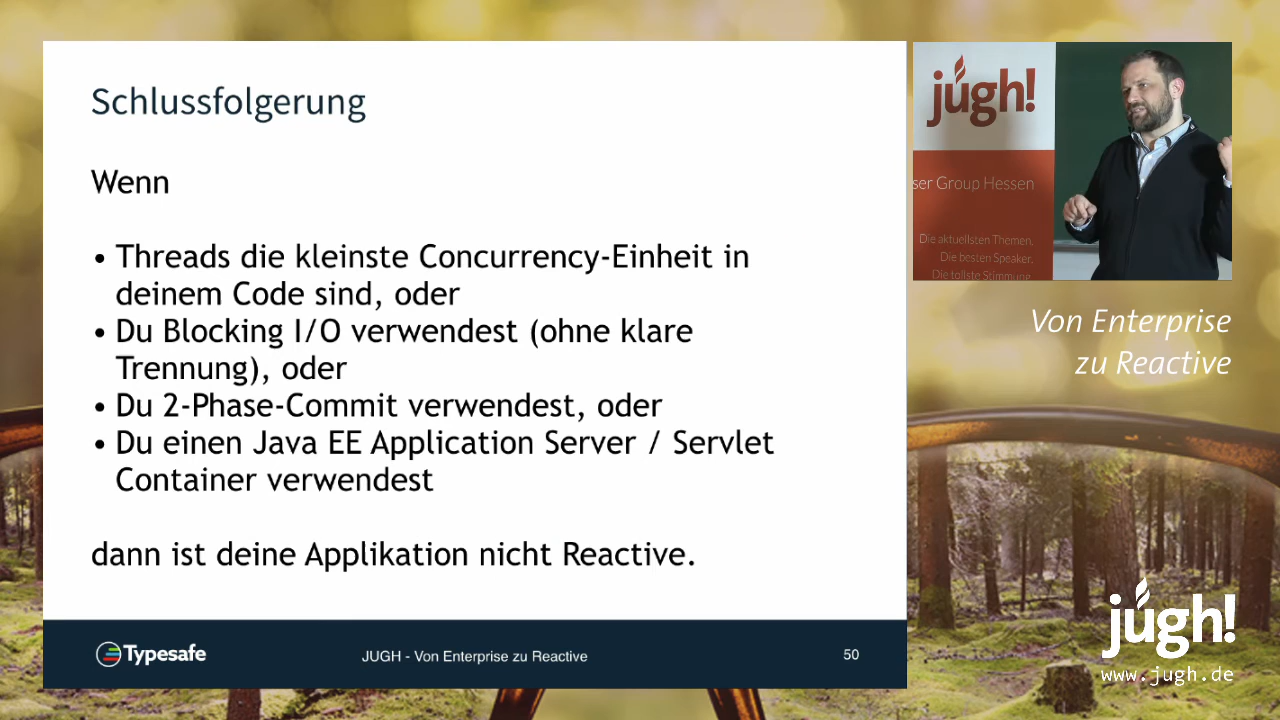 Schlussfolgerung
Wenn
• Threads die kleinste Concurrency-Einheit in
deinem Code sind, oder
• Du Blocking I/O verwendest (ohne klare
Trennung), oder
• Du 2-Phase-Commit verwendest, oder
• Du einen Java EE Application Server / Servlet
Container verwendest
dann ist deine Applikation nicht Reactive.
Typesafe
JUGH - Von Enterprise zu Reactive
50
jugh!
ser Group Hessen
Die aktuellsten Themen,
Die besten Speaker,
Die tollste Stimmung
Von Enterprise
zu Reactive
jugh!
www.jugh.de